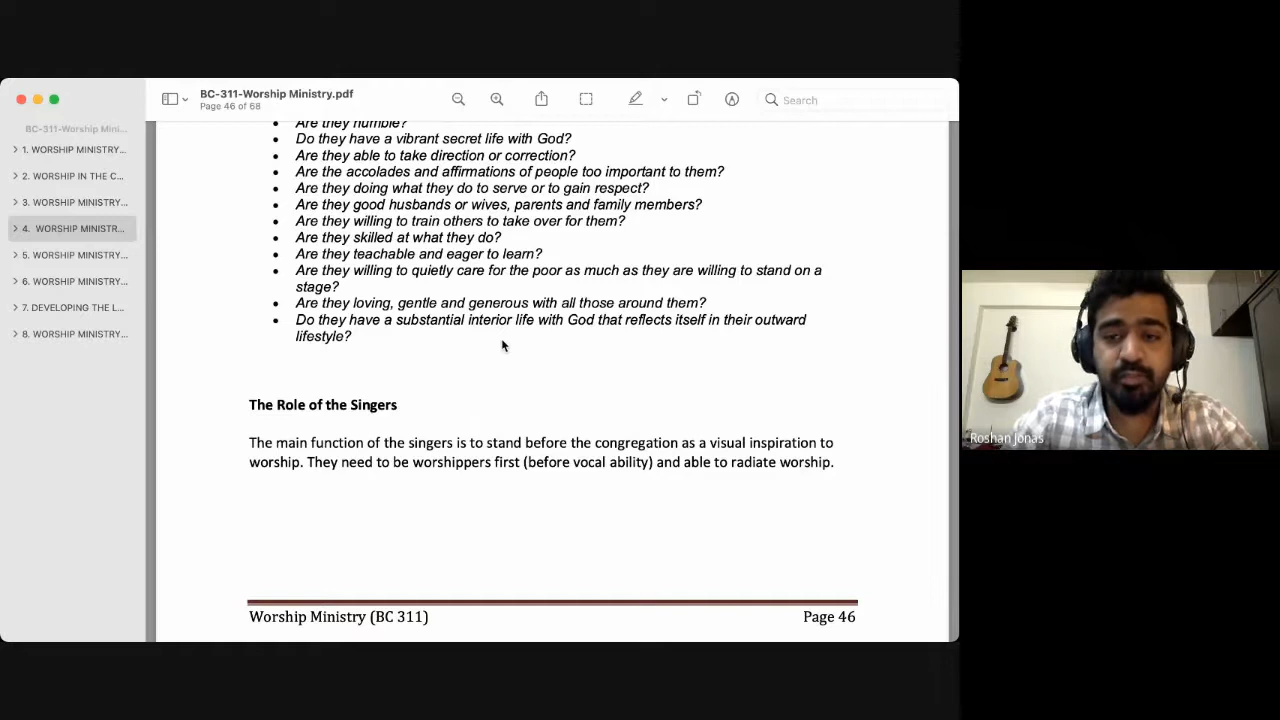 BC-311-Worship Ministry.pdf
Page 46 of 68
Search
BC-311-Worship Mini...
1. WORSHIP MINISTRY...
2. WORSHIP IN THE C...
3. WORSHIP MINISTRY...
4. WORSHIP MINISTR...
5. WORSHIP MINISTRY...
6. WORSHIP MINISTRY...
7. DEVELOPING THE L...
8. WORSHIP MINISTRY...
• Are they humble?
• Do they have a vibrant secret life with God?
• Are they able to take direction or correction?
• Are the accolades and affirmations of people too important to them?
• Are they doing what they do to serve or to gain respect?
• Are they good husbands or wives, parents and family members?
• Are they willing to train others to take over for them?
• Are they skilled at what they do?
• Are they teachable and eager to learn?
• Are they willing to quietly care for the poor as much as they are willing to stand on a
stage?
• Are they loving, gentle and generous with all those around them?
• Do they have a substantial interior life with God that reflects itself in their outward
lifestyle?
The Role of the Singers
The main function of the singers is to stand before the congregation as a visual inspiration to
worship. They need to be worshippers first (before vocal ability) and able to radiate worship.
Worship Ministry (BC 311)
Page 46
Roshan Jonas